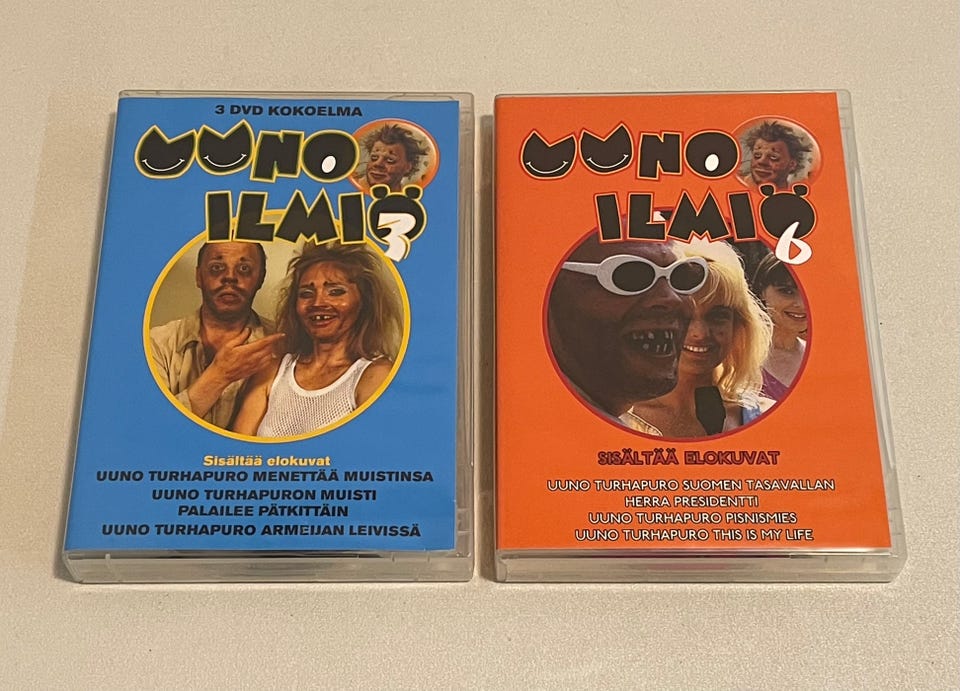 3 DVD KOKOELMA
UUNO
ILMIÖ
3
Sisältää elokuvat
UUNO TURHAPURO MENETTÄÄ MUISTINSA
UUNO TURHAPURON MUISTI
PALAILEE PÄTKITTÄIN
UUNO TURHAPURO ARMEIJAN LEIVISSÄ
UUNO
ILMIÖ
6
SISÄLTÄÄ ELOKUVAT
UUNO TURHAPURO SUOMEN TASAVALLAN
HERRA PRESIDENTTI
UUNO TURHAPURO PISNISMIES
UUNO TURHAPURO THIS IS MY LIFE